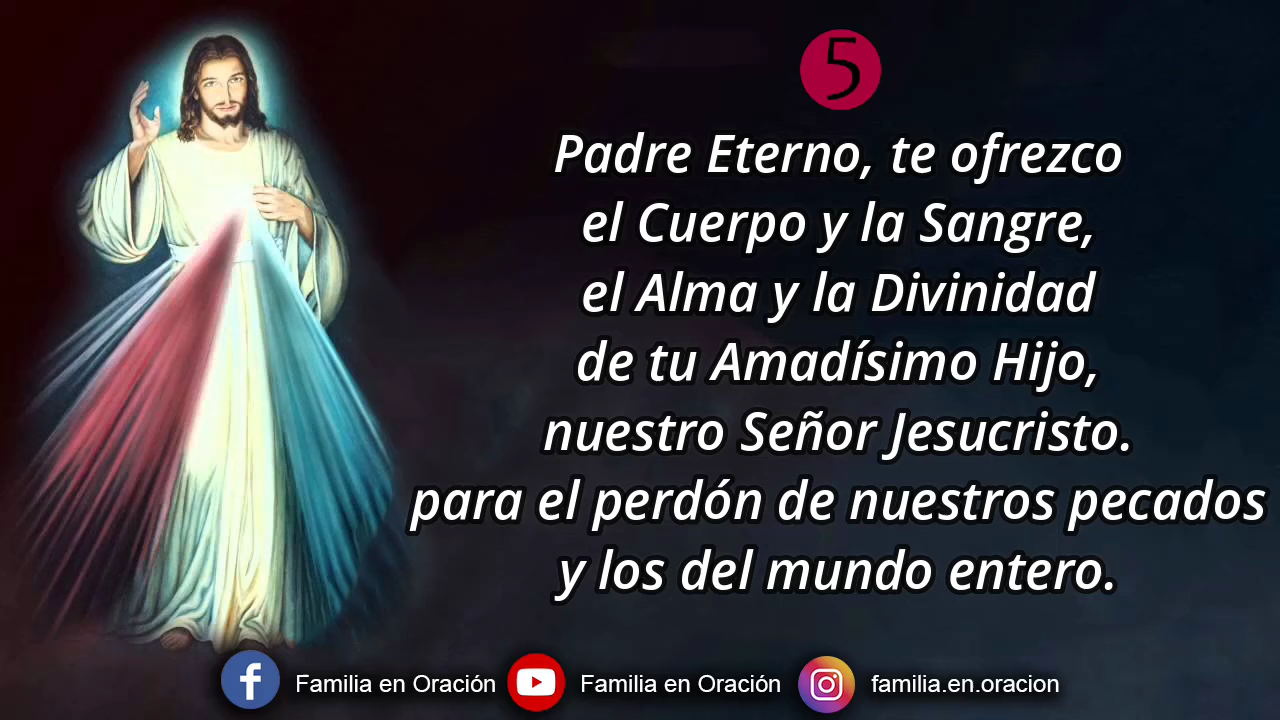 5
Padre Eterno, te ofrezco
el Cuerpo y la Sangre,
el Alma y la Divinidad
de tu Amadísimo Hijo,
nuestro Señor Jesucristo.
para el perdón de nuestros pecados
y los del mundo entero.
Familia en Oración Familia en Oración familia.en.oracion